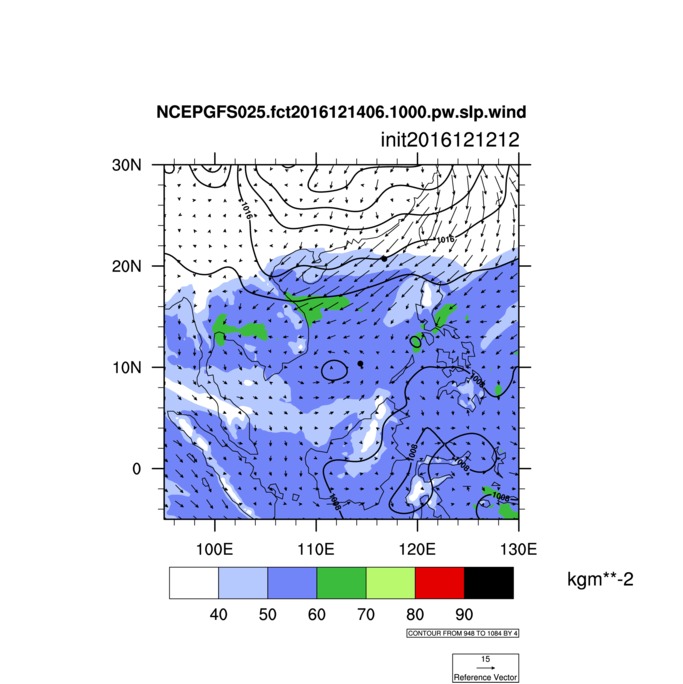 NCEPGFS025.fct2016121406.1000.pw.slp.wind
init2016121212
30N
20N
10N
0
1016
1016
1008
1008
1008
1008
1008
100E
110E
120E
130E
40
50
60
70
80
90
kgm**-2
CONTOUR FROM 948 TO 1084 BY 4
15
Reference Vector